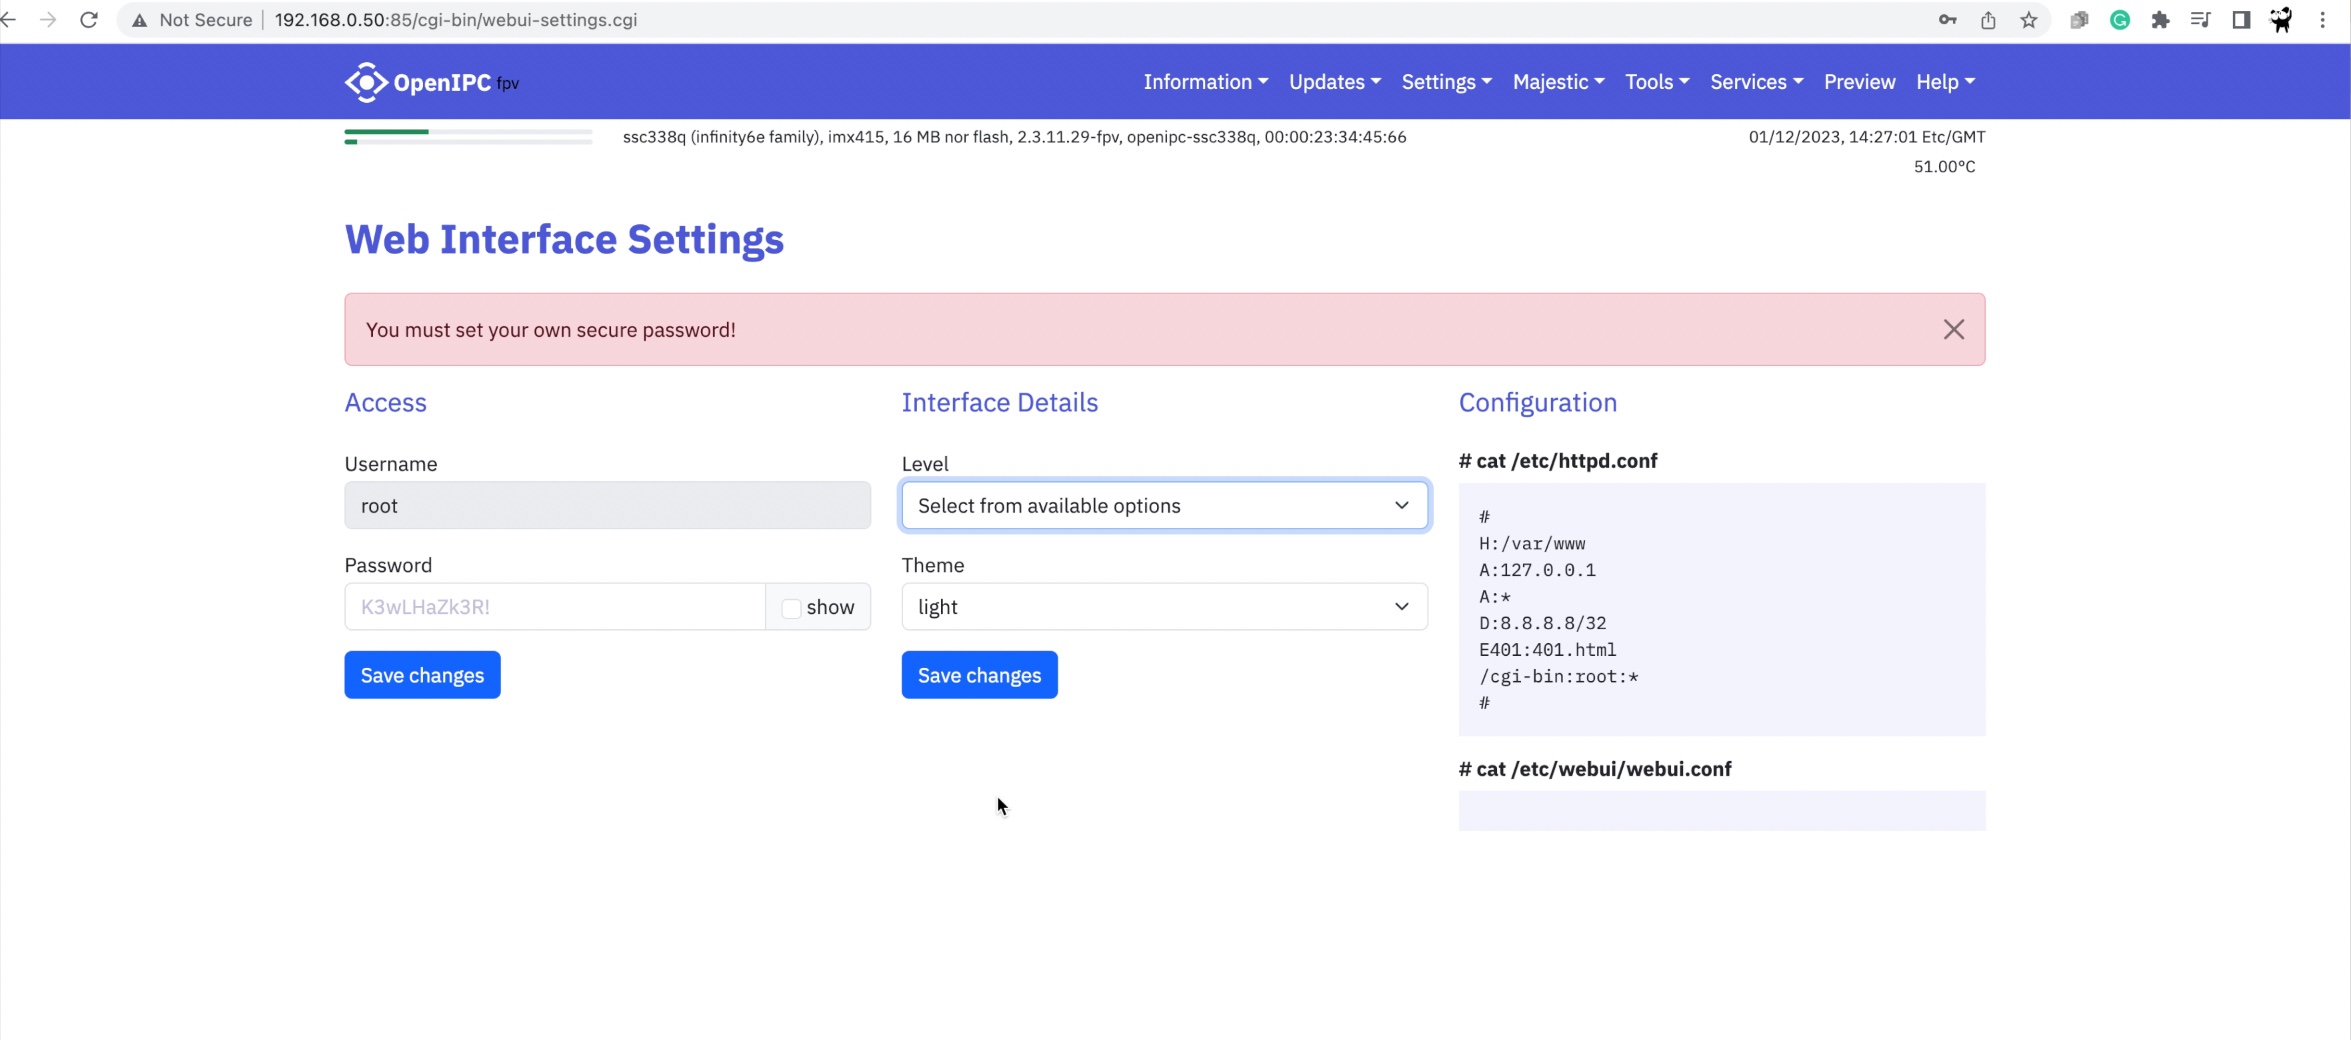 Not Secure | 192.168.0.50:85/cgi-bin/webui-settings.cgi
OpenIPC fpv
Information Updates Settings Majestic Tools Services Preview Help
ssc338q (infinity6e family), imx415, 16 MB nor flash, 2.3.11.29-fpv, openipc-ssc338q, 00:00:23:34:45:66
01/12/2023, 14:27:01 Etc/GMT
51.00°C
Web Interface Settings
You must set your own secure password!
Access
Username
root
Password
K3wLHaZk3R!
show
Save changes
Interface Details
Level
Select from available options
Theme
light
Save changes
Configuration
# cat /etc/httpd.conf
#
H:/var/www
A:127.0.0.1
A:*
D:8.8.8.8/32
E401:401.html
/cgi-bin:root:*
#
# cat /etc/webui/webui.conf